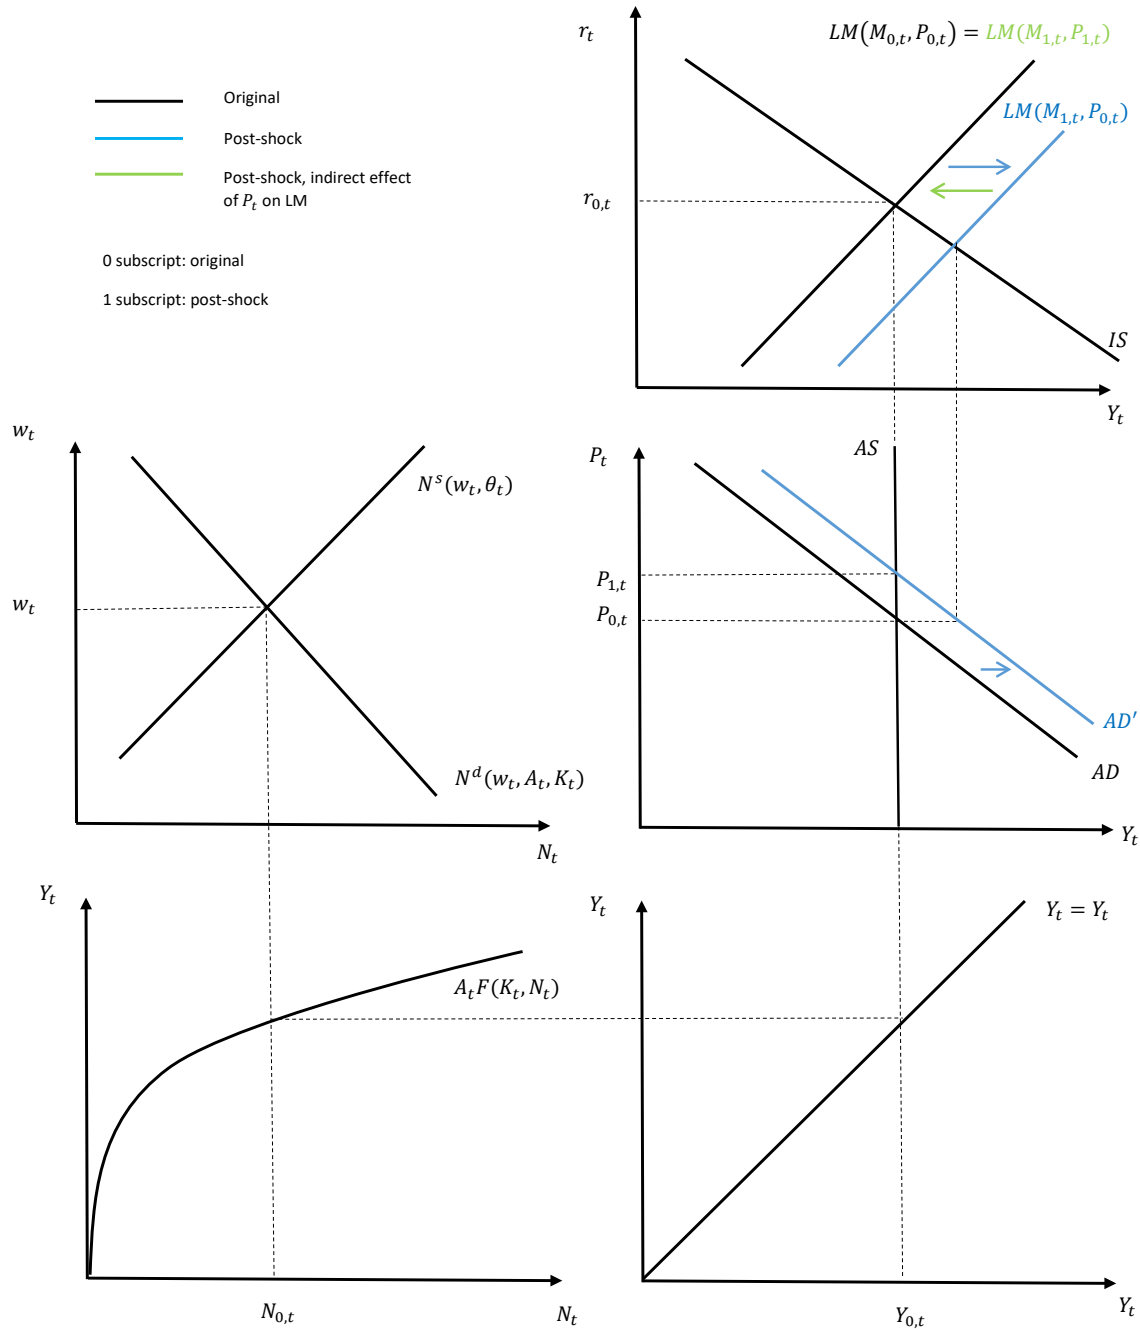 r_t
LM(M_{0,t}, P_{0,t}) = LM(M_{1,t}, P_{1,t})
Original
LM(M_{1,t}, P_{0,t})
Post-shock
Post-shock, indirect effect
of P_t on LM
r_{0,t}
0 subscript: original
1 subscript: post-shock
IS
Y_t
w_t
P_t
AS
N^s(w_t, θ_t)
P_{1,t}
w_t
P_{0,t}
AD′
N^d(w_t, A_t, K_t)
AD
N_t
Y_t
Y_t
Y_t
Y_t = Y_t
A_tF(K_t, N_t)
N_{0,t}
N_t
Y_{0,t}
Y_t